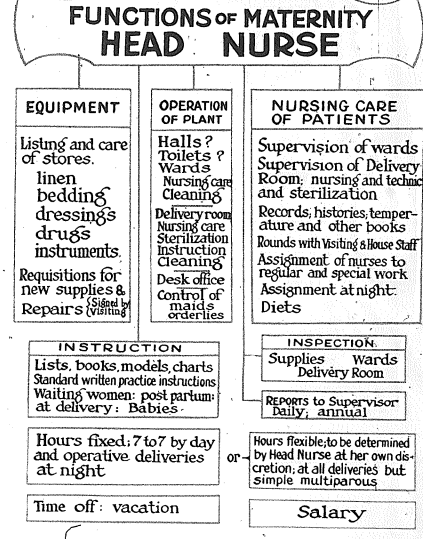 FUNCTIONS OF MATERNITY
HEAD NURSE
EQUIPMENT
Listing and care
of stores.
linen
bedding
dressings
drugs
instruments.
Requisitions for
new supplies &
Repairs {Signed by
Visiting}
OPERATION
OF PLANT
Halls?
Toilets?
Wards
Nursing care
Cleaning
Delivery room
Nursing care
Sterilization
Instruction
Cleaning
Desk office
Control of
maids
orderlies
NURSING CARE
OF PATIENTS
Supervision of wards
Supervision of Delivery
Room; nursing and technic
and sterilization
Records; histories; temper-
ature and other books
Rounds with Visiting & House Staff
Assignment of nurses to
regular and special work
Assignment at night.
Diets
INSTRUCTION
Lists, books, models, charts
Standard written practice instructions
Waiting women: post partum:
at delivery: Babies.
INSPECTION
Supplies Wards
Delivery Room
REPORTS to Supervisor
Daily; annual
Hours fixed; 7 to 7 by day
and operative deliveries
at night
or
Hours flexible; to be determined
by Head Nurse at her own dis-
cretion; at all deliveries but
simple multiparous
Time off: vacation
Salary